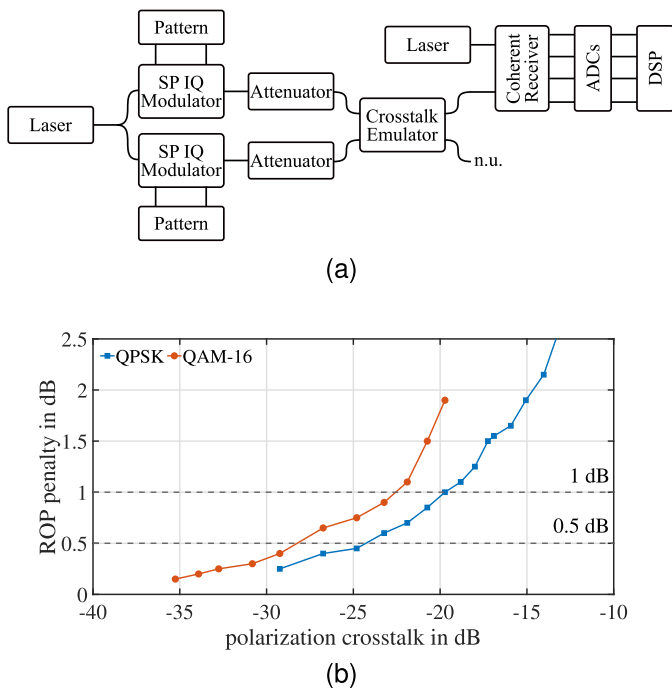 Pattern
SP IQ
Modulator
Attenuator
Laser
SP IQ
Modulator
Attenuator
Pattern
Crosstalk
Emulator
n.u.
Laser
Coherent
Receiver
ADCs
DSP
(a)
QPSK QAM-16
1 dB
0.5 dB
2.5
2
1.5
1
0.5
0
ROP penalty in dB
-40 -35 -30 -25 -20 -15 -10
polarization crosstalk in dB
(b)